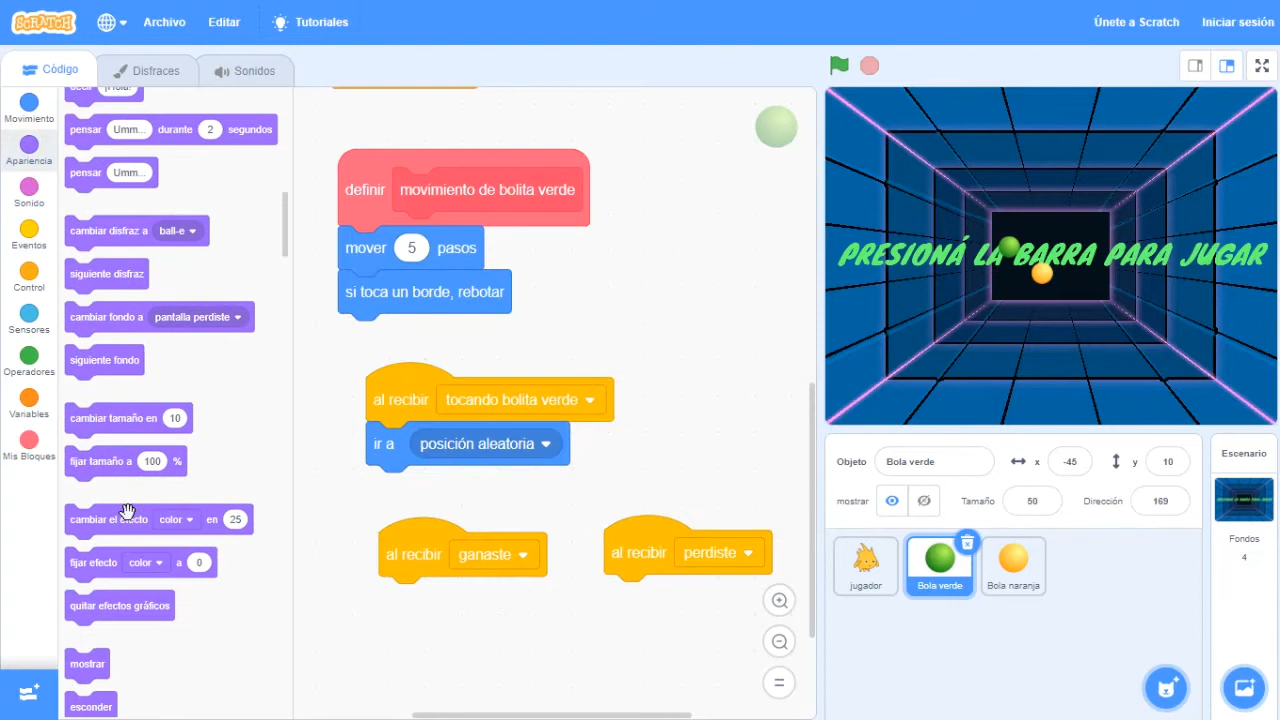 SCRATCH
Archivo
Editar
Tutoriales
Únete a Scratch
Iniciar sesión
Código
Disfraces
Sonidos
Movimiento
Apariencia
Sonido
Eventos
Control
Sensores
Operadores
Variables
Mis Bloques
decir ¡Hola!
pensar Umm... durante 2 segundos
pensar Umm...
cambiar disfraz a ball-e
siguiente disfraz
cambiar fondo a pantalla perdiste
siguiente fondo
cambiar tamaño en 10
fijar tamaño a 100 %
cambiar el efecto color en 25
fijar efecto color a 0
quitar efectos gráficos
mostrar
esconder
definir movimiento de bolita verde
mover 5 pasos
si toca un borde, rebotar
al recibir tocando bolita verde
ir a posición aleatoria
al recibir ganaste
al recibir perdiste
PRESIONÁ LA BARRA PARA JUGAR
Objeto Bola verde x -45 y 10
mostrar Tamaño 50 Dirección 169
jugador
Bola verde
Bola naranja
Escenario
Fondos
4